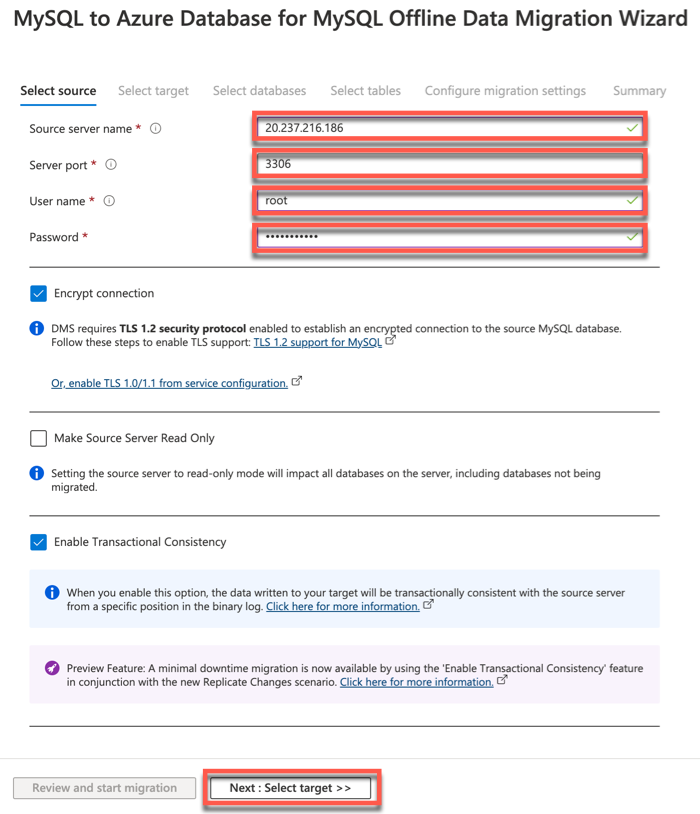 MySQL to Azure Database for MySQL Offline Data Migration Wizard
Select source Select target Select databases Select tables Configure migration settings Summary
Source server name * 20.237.216.186
Server port * 3306
User name * root
Password * •••••••••••
Encrypt connection
DMS requires TLS 1.2 security protocol enabled to establish an encrypted connection to the source MySQL database.
Follow these steps to enable TLS support: TLS 1.2 support for MySQL
Or, enable TLS 1.0/1.1 from service configuration.
Make Source Server Read Only
Setting the source server to read-only mode will impact all databases on the server, including databases not being
migrated.
Enable Transactional Consistency
When you enable this option, the data written to your target will be transactionally consistent with the source server
from a specific position in the binary log. Click here for more information.
Preview Feature: A minimal downtime migration is now available by using the 'Enable Transactional Consistency' feature
in conjunction with the new Replicate Changes scenario. Click here for more information.
Review and start migration Next : Select target >>